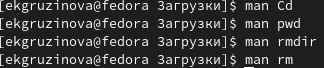 [ekgruzinova@fedora Загрузки]$ man Cd
[ekgruzinova@fedora Загрузки]$ man pwd
[ekgruzinova@fedora Загрузки]$ man rmdir
[ekgruzinova@fedora Загрузки]$ man rm